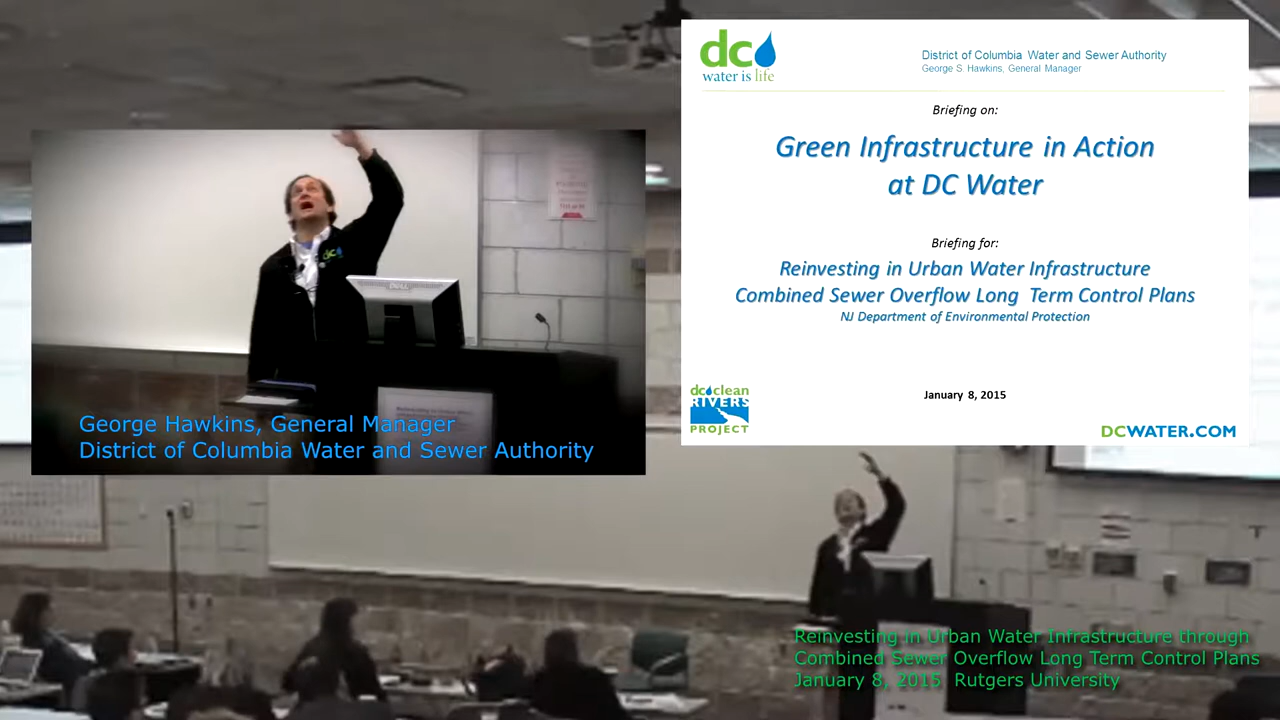 dc
water is life
District of Columbia Water and Sewer Authority
George S. Hawkins, General Manager
Briefing on:
Green Infrastructure in Action
at DC Water
Briefing for:
Reinvesting in Urban Water Infrastructure
Combined Sewer Overflow Long Term Control Plans
NJ Department of Environmental Protection
January 8, 2015
dc clean
RIVERS
PROJECT
DCWATER.COM
dc
DELL
George Hawkins, General Manager
District of Columbia Water and Sewer Authority
Reinvesting in Urban Water Infrastructure through
Combined Sewer Overflow Long Term Control Plans
January 8, 2015 Rutgers University